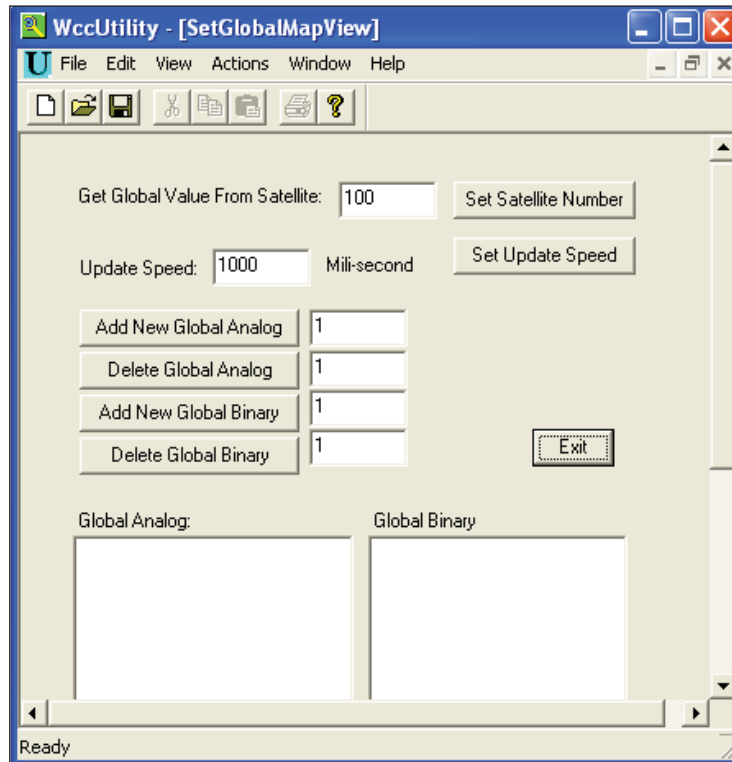 WccUtility - [SetGlobalMapView]
U File Edit View Actions Window Help
Get Global Value From Satellite: 100 Set Satellite Number
Update Speed: 1000 Mili-second Set Update Speed
Add New Global Analog 1
Delete Global Analog 1
Add New Global Binary 1
Delete Global Binary 1
Exit
Global Analog: Global Binary
Ready